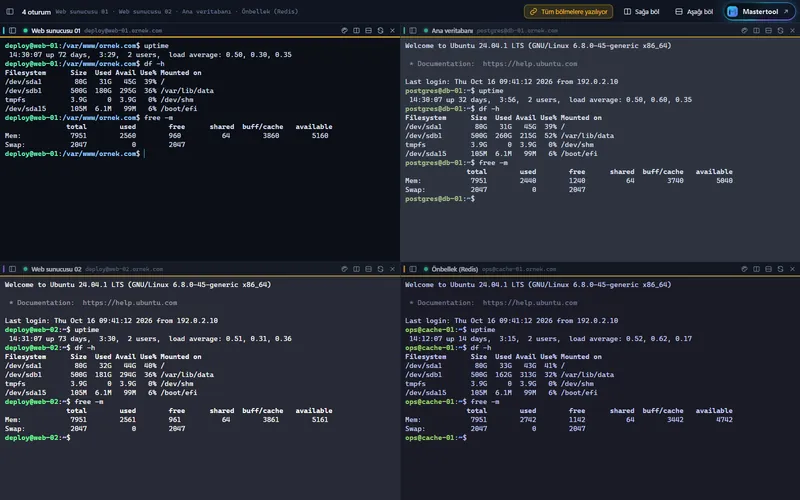 4 oturum Web sunucusu 01 · Web sunucusu 02 · Ana veritabanı · Önbellek (Redis)
Tüm bölmelere yazılıyor Sağa böl Aşağı böl Mastertool
Web sunucusu 01 deploy@web-01.ornek.com
deploy@web-01:/var/www/ornek.com$ uptime
14:30:07 up 72 days, 3:29, 2 users, load average: 0.50, 0.30, 0.35
deploy@web-01:/var/www/ornek.com$ df -h
Filesystem Size Used Avail Use% Mounted on
/dev/sda1 80G 31G 45G 39% /
/dev/sdb1 500G 180G 295G 36% /var/lib/data
tmpfs 3.9G 0 3.9G 0% /dev/shm
/dev/sda15 105M 6.1M 99M 6% /boot/efi
deploy@web-01:/var/www/ornek.com$ free -m
total used free shared buff/cache available
Mem: 7951 2560 960 64 3860 5160
Swap: 2047 0 2047
deploy@web-01:/var/www/ornek.com$
Ana veritabanı postgres@db-01.ornek.com
Welcome to Ubuntu 24.04.1 LTS (GNU/Linux 6.8.0-45-generic x86_64)
* Documentation: https://help.ubuntu.com
Last login: Thu Oct 16 09:41:12 2026 from 192.0.2.10
postgres@db-01:~$ uptime
14:30:07 up 32 days, 3:56, 2 users, load average: 0.50, 0.60, 0.35
postgres@db-01:~$ df -h
Filesystem Size Used Avail Use% Mounted on
/dev/sda1 80G 31G 45G 39% /
/dev/sdb1 500G 260G 215G 52% /var/lib/data
tmpfs 3.9G 0 3.9G 0% /dev/shm
/dev/sda15 105M 6.1M 99M 6% /boot/efi
postgres@db-01:~$ free -m
total used free shared buff/cache available
Mem: 7951 2440 1240 64 3740 5040
Swap: 2047 0 2047
postgres@db-01:~$
Web sunucusu 02 deploy@web-02.ornek.com
Welcome to Ubuntu 24.04.1 LTS (GNU/Linux 6.8.0-45-generic x86_64)
* Documentation: https://help.ubuntu.com
Last login: Thu Oct 16 09:41:12 2026 from 192.0.2.10
deploy@web-02:~$ uptime
14:31:07 up 73 days, 3:30, 2 users, load average: 0.51, 0.31, 0.36
deploy@web-02:~$ df -h
Filesystem Size Used Avail Use% Mounted on
/dev/sda1 80G 32G 44G 40% /
/dev/sdb1 500G 181G 294G 36% /var/lib/data
tmpfs 3.9G 0 3.9G 0% /dev/shm
/dev/sda15 105M 6.1M 99M 6% /boot/efi
deploy@web-02:~$ free -m
total used free shared buff/cache available
Mem: 7951 2561 961 64 3861 5161
Swap: 2047 0 2047
deploy@web-02:~$
Önbellek (Redis) ops@cache-01.ornek.com
Welcome to Ubuntu 24.04.1 LTS (GNU/Linux 6.8.0-45-generic x86_64)
* Documentation: https://help.ubuntu.com
Last login: Thu Oct 16 09:41:12 2026 from 192.0.2.10
ops@cache-01:~$ uptime
14:12:07 up 14 days, 3:15, 2 users, load average: 0.52, 0.62, 0.17
ops@cache-01:~$ df -h
Filesystem Size Used Avail Use% Mounted on
/dev/sda1 80G 33G 43G 41% /
/dev/sdb1 500G 162G 313G 32% /var/lib/data
tmpfs 3.9G 0 3.9G 0% /dev/shm
/dev/sda15 105M 6.1M 99M 6% /boot/efi
ops@cache-01:~$ free -m
total used free shared buff/cache available
Mem: 7951 2742 1142 64 3442 4742
Swap: 2047 0 2047
ops@cache-01:~$